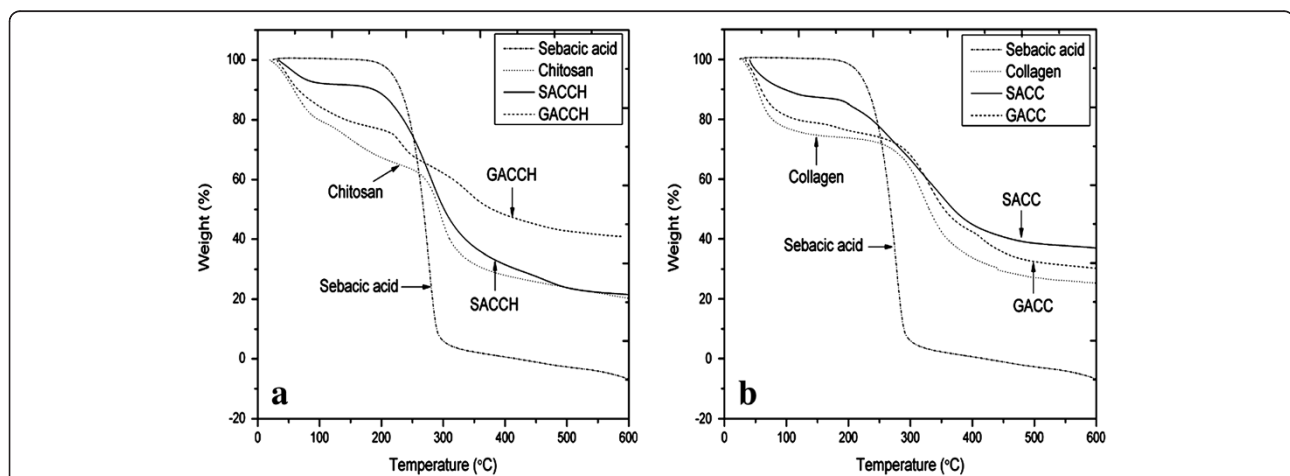 Sebacic acid
Chitosan
SACCH
GACCH
100
80
60
40
20
0
-20
Weight (%)
Chitosan
GACCH
Sebacic acid
SACCH
a
0 100 200 300 400 500 600
Temperature (°C)
Sebacic acid
Collagen
SACC
GACC
100
80
60
40
20
0
-20
Weight (%)
Collagen
SACC
Sebacic acid
GACC
b
0 100 200 300 400 500 600
Temperature (°C)